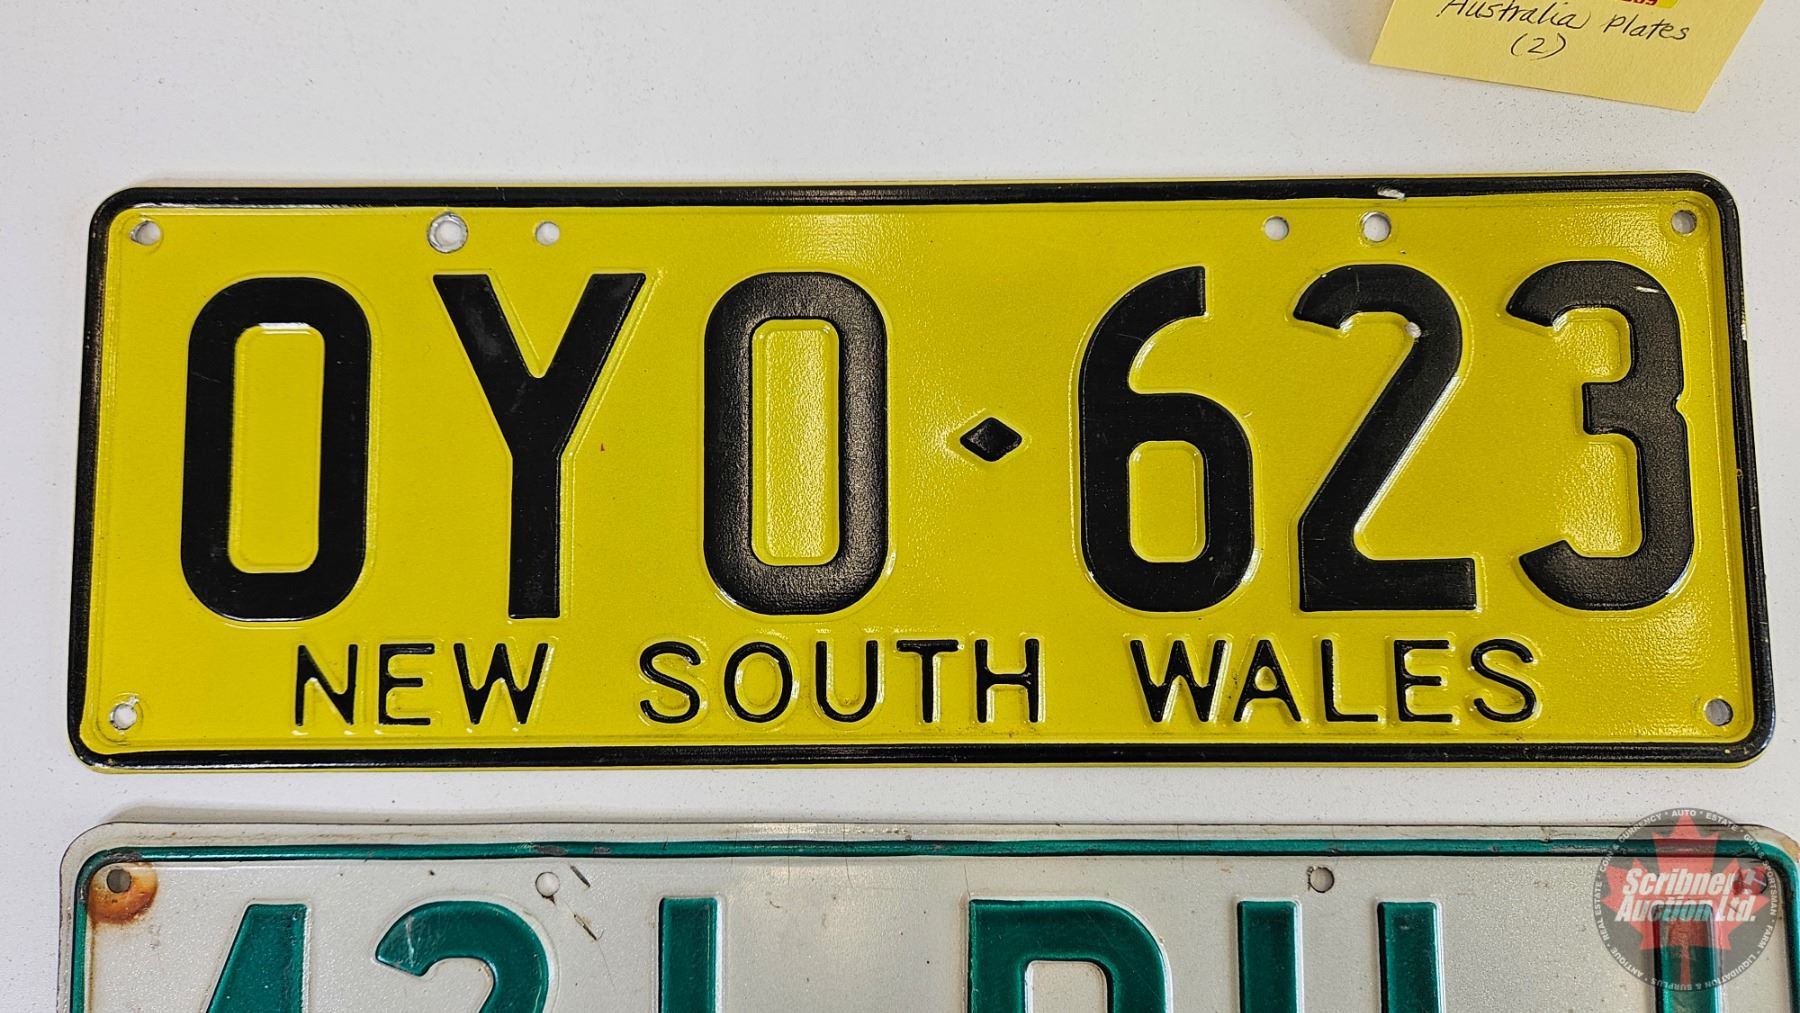 Australia Plates
(2)
OYO◆623
NEW SOUTH WALES
Scribner
Auction Ltd.